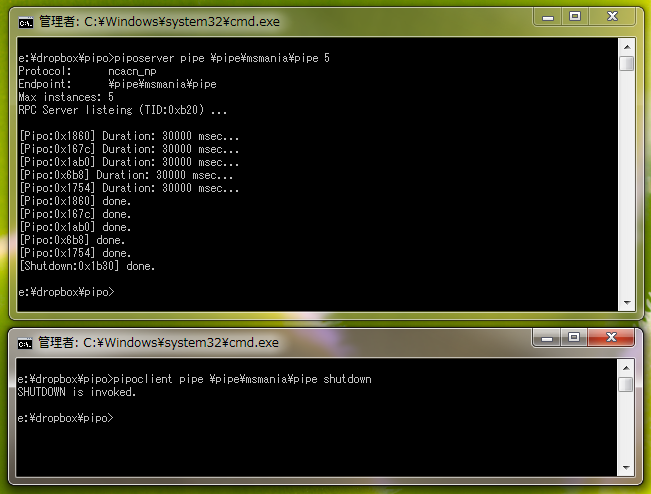 管理者: C:¥Windows¥system32¥cmd.exe
e:¥dropbox¥pipo>piposerver pipe ¥pipe¥msmania¥pipe 5
Protocol:      ncacn_np
Endpoint:      ¥pipe¥msmania¥pipe
Max instances: 5
RPC Server listeing (TID:0xb20) ...
[Pipo:0x1860] Duration: 30000 msec...
[Pipo:0x167c] Duration: 30000 msec...
[Pipo:0x1ab0] Duration: 30000 msec...
[Pipo:0x6b8] Duration: 30000 msec...
[Pipo:0x1754] Duration: 30000 msec...
[Pipo:0x1860] done.
[Pipo:0x167c] done.
[Pipo:0x1ab0] done.
[Pipo:0x6b8] done.
[Pipo:0x1754] done.
[Shutdown:0x1b30] done.
e:¥dropbox¥pipo>
管理者: C:¥Windows¥system32¥cmd.exe
e:¥dropbox¥pipo>pipoclient pipe ¥pipe¥msmania¥pipe shutdown
SHUTDOWN is invoked.
e:¥dropbox¥pipo>